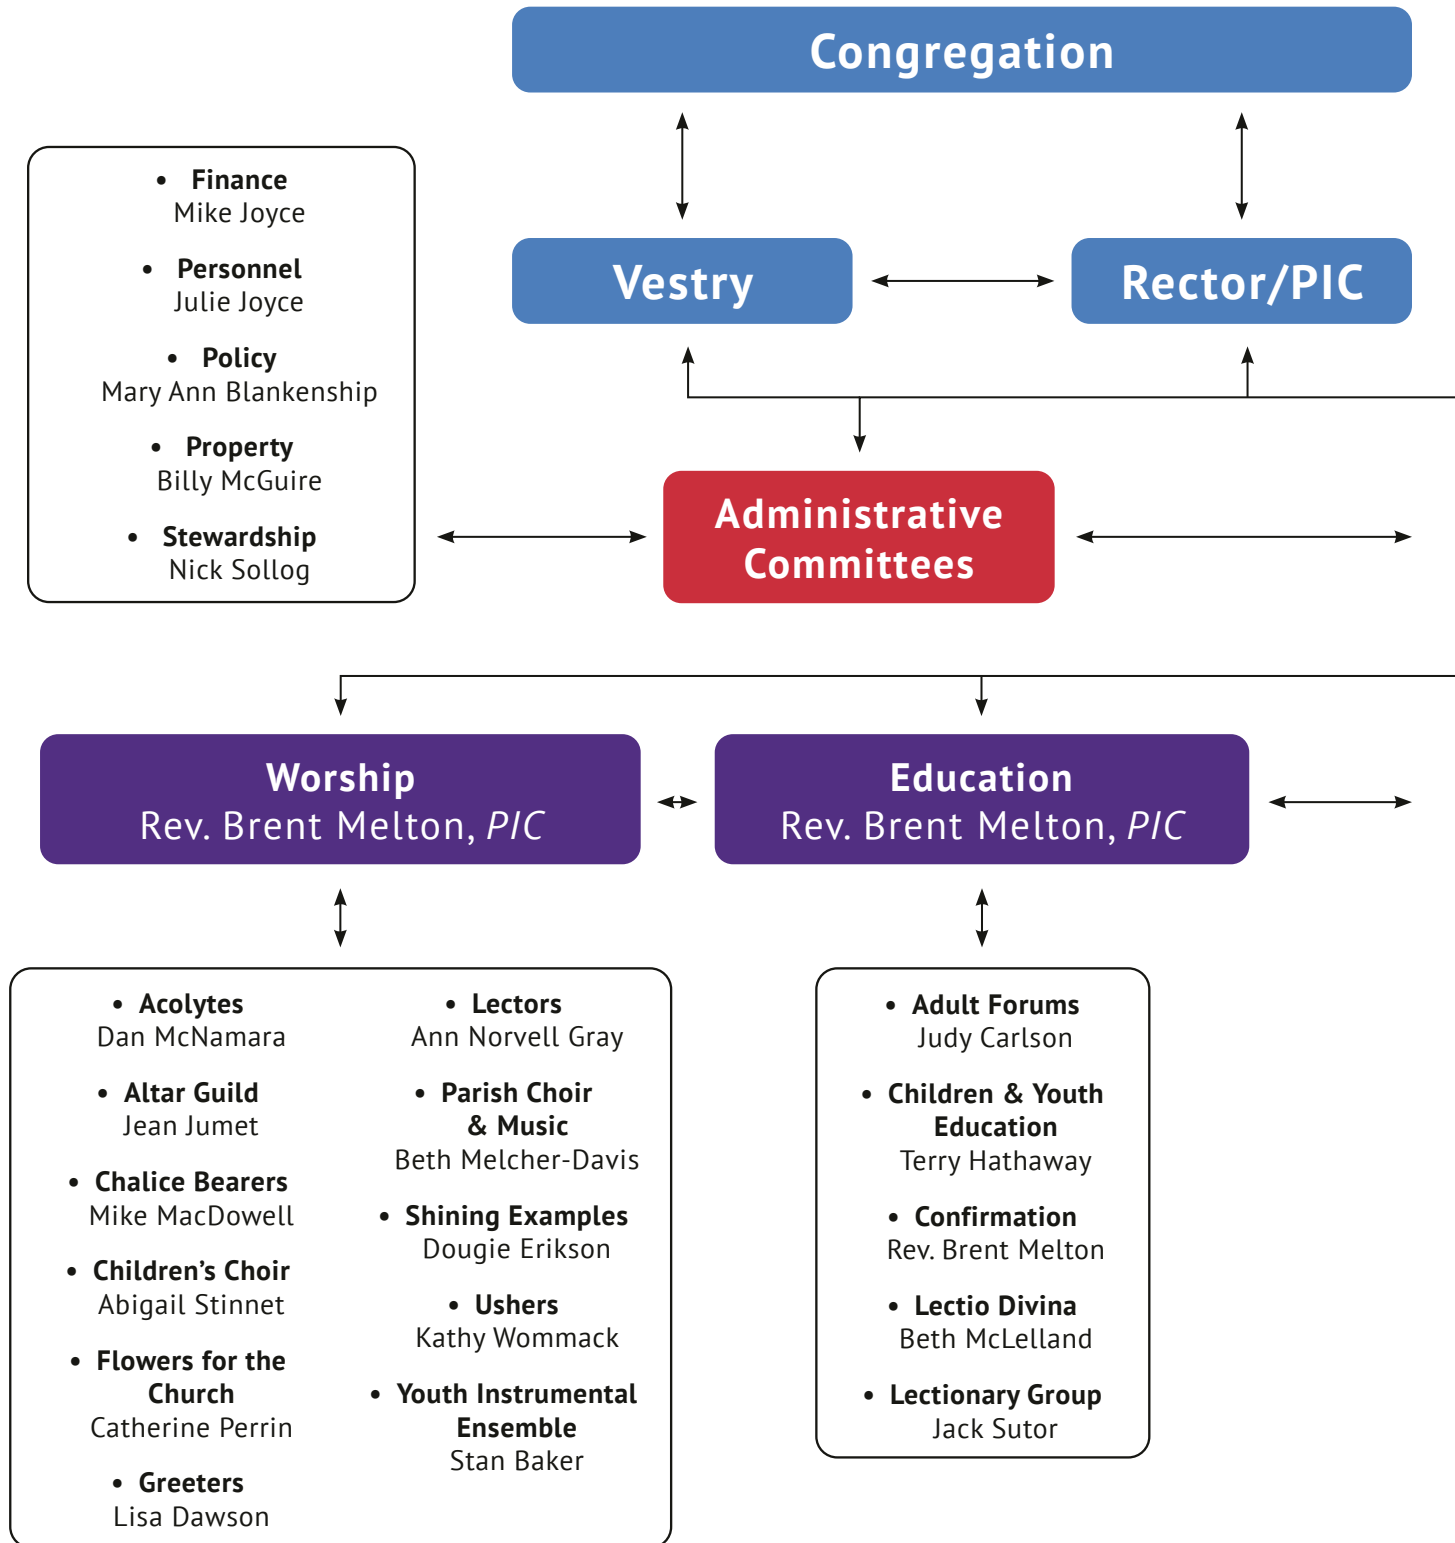 Congregation
• Finance
Mike Joyce
• Personnel
Julie Joyce
• Policy
Mary Ann Blankenship
• Property
Billy McGuire
• Stewardship
Nick Sollog
Vestry
Rector/PIC
Administrative
Committees
Worship
Rev. Brent Melton, PIC
Education
Rev. Brent Melton, PIC
• Acolytes
Dan McNamara
• Altar Guild
Jean Jumet
• Chalice Bearers
Mike MacDowell
• Children’s Choir
Abigail Stinnet
• Flowers for the
Church
Catherine Perrin
• Greeters
Lisa Dawson
• Lectors
Ann Norvell Gray
• Parish Choir
& Music
Beth Melcher-Davis
• Shining Examples
Dougie Erikson
• Ushers
Kathy Wommack
• Youth Instrumental
Ensemble
Stan Baker
• Adult Forums
Judy Carlson
• Children & Youth
Education
Terry Hathaway
• Confirmation
Rev. Brent Melton
• Lectio Divina
Beth McLelland
• Lectionary Group
Jack Sutor